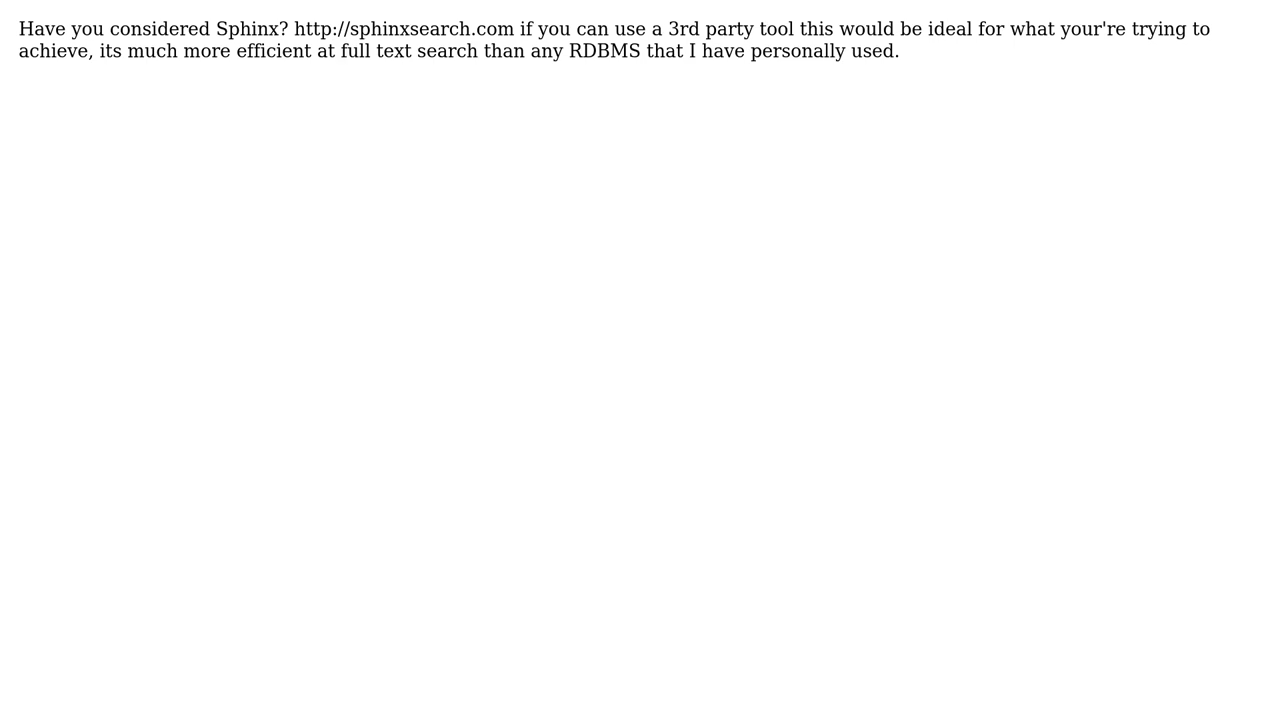 Have you considered Sphinx? http://sphinxsearch.com if you can use a 3rd party tool this would be ideal for what your're trying to
achieve, its much more efficient at full text search than any RDBMS that I have personally used.